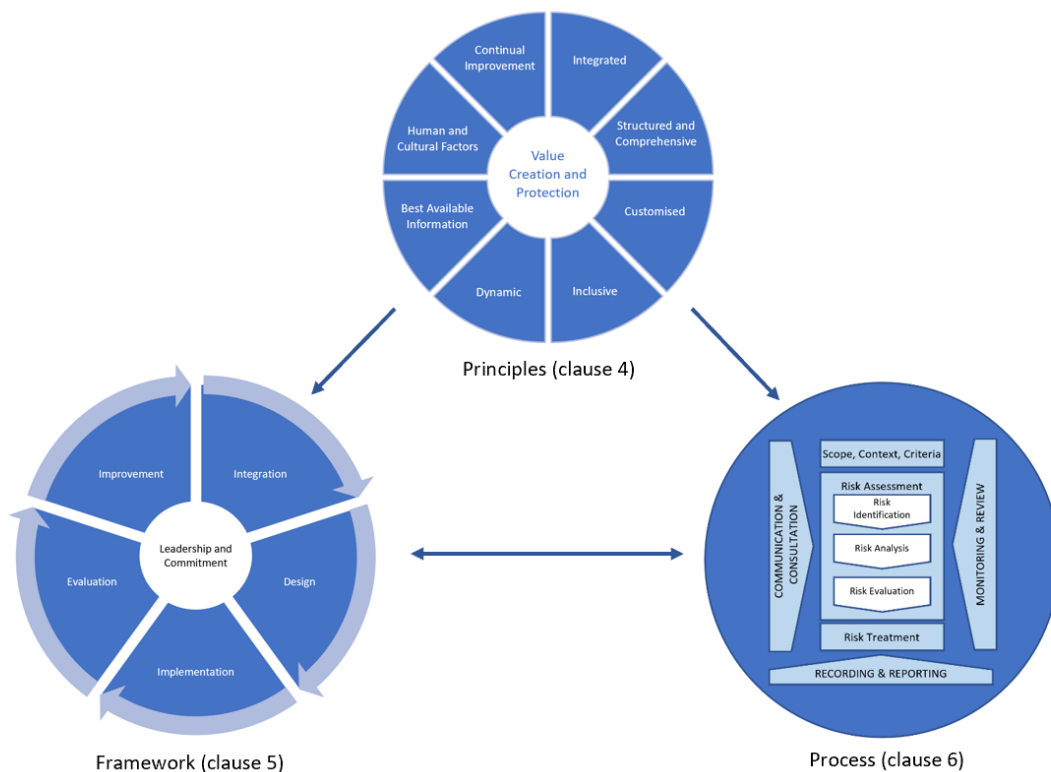 Continual
Improvement
Integrated
Human and
Cultural Factors
Structured and
Comprehensive
Value
Creation and
Protection
Best Available
Information
Customised
Dynamic
Inclusive
Principles (clause 4)
Improvement
Integration
Leadership and
Commitment
Evaluation
Design
Implementation
Framework (clause 5)
Scope, Context, Criteria
Risk Assessment
Risk
Identification
Risk Analysis
Risk Evaluation
Risk Treatment
COMMUNICATION &
CONSULTATION
MONITORING & REVIEW
RECORDING & REPORTING
Process (clause 6)